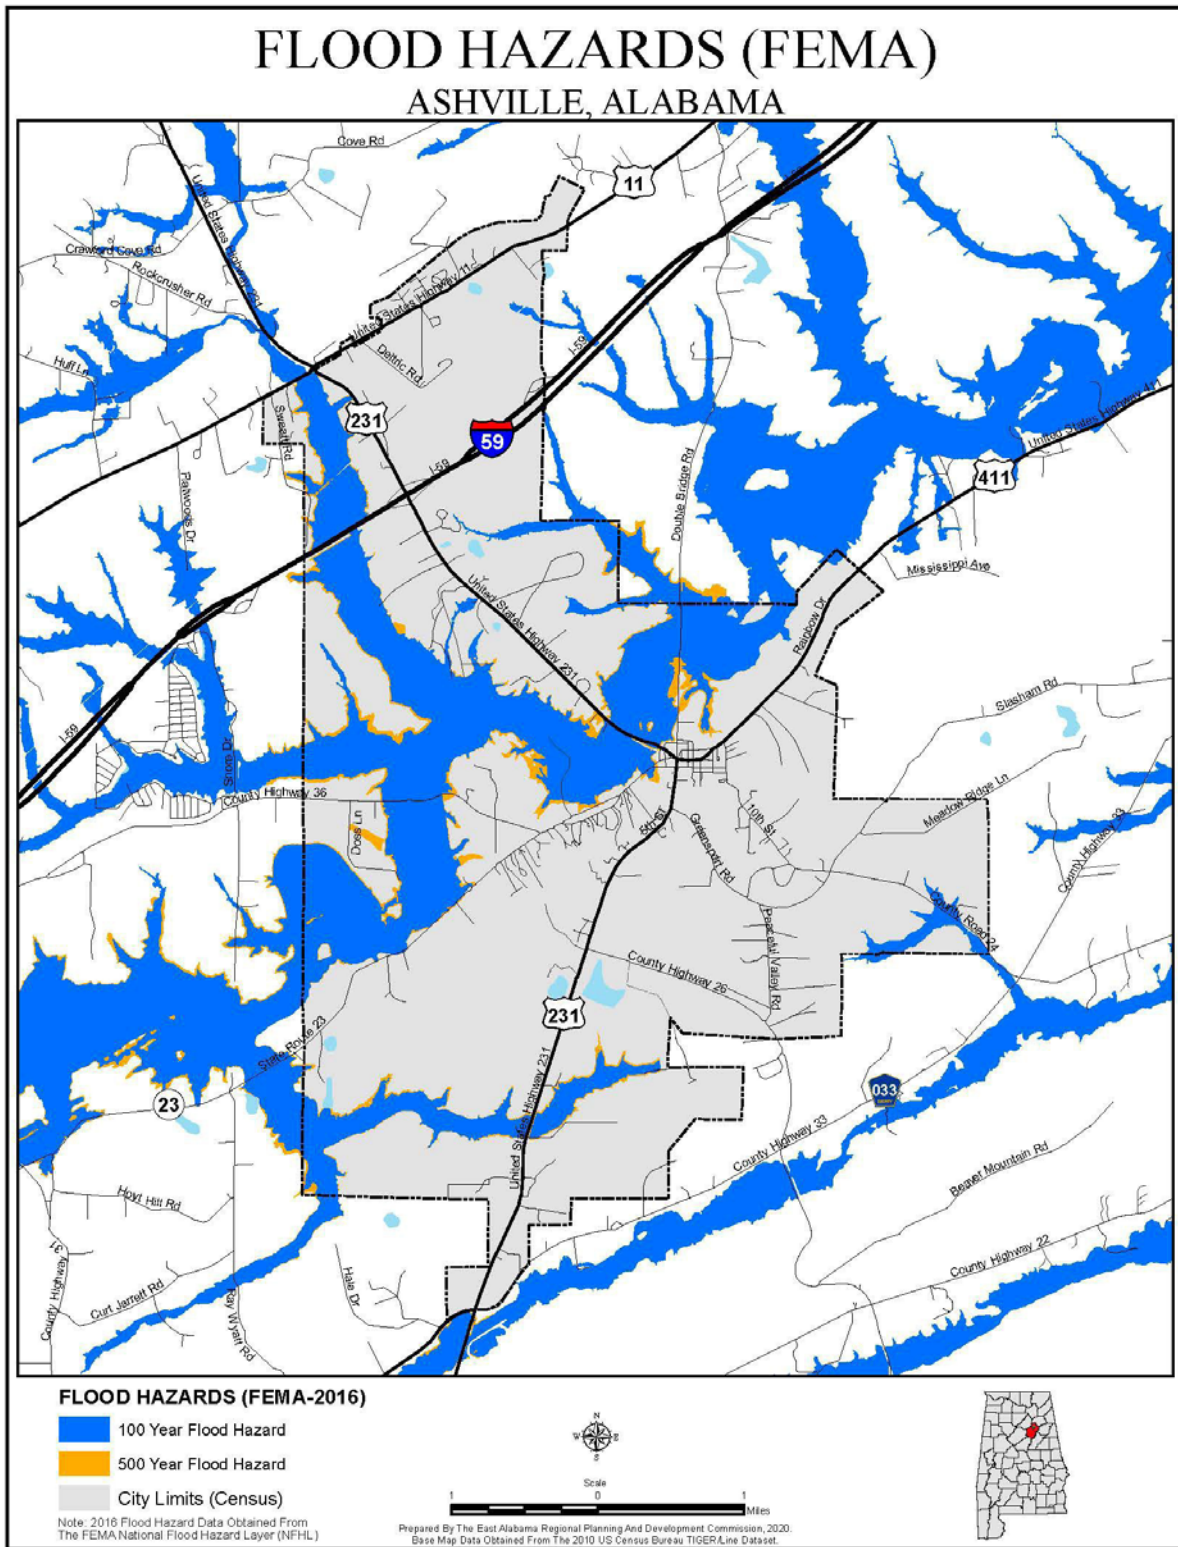 FLOOD HAZARDS (FEMA)
ASHVILLE, ALABAMA
Cove Rd
11
United States Highway 231
Crawford Cove Rd
Rockcrusher Rd
United States Highway 11
I-59
Deltric Rd
Huff Ln
231
Sweatt Rd
59
I-59
United States Highway 411
411
Double Bridge Rd
Mississippi Ave
United States Highway 231
Rainbow Dr
Slasham Rd
I-59
Shore Dr
County Highway 36
Doss Ln
5th St
10th St
Greensport Rd
Meadow Ridge Ln
County Highway 33
County Road 24
Peaceful Valley Rd
County Highway 26
231
State Route 23
United States Highway 231
23
033
County Highway 33
Beaver Mountain Rd
Hoyt Hill Rd
County Highway 31
Curt Jarrett Rd
Ray Wyatt Rd
Hale Dr
County Highway 22
FLOOD HAZARDS (FEMA-2016)
100 Year Flood Hazard
500 Year Flood Hazard
City Limits (Census)
Note: 2016 Flood Hazard Data Obtained From
The FEMA National Flood Hazard Layer (NFHL)
N
W E
S
Scale
1 0 1
Miles
Prepared By The East Alabama Regional Planning And Development Commission, 2020.
Base Map Data Obtained From The 2010 US Census Bureau TIGER/Line Dataset.